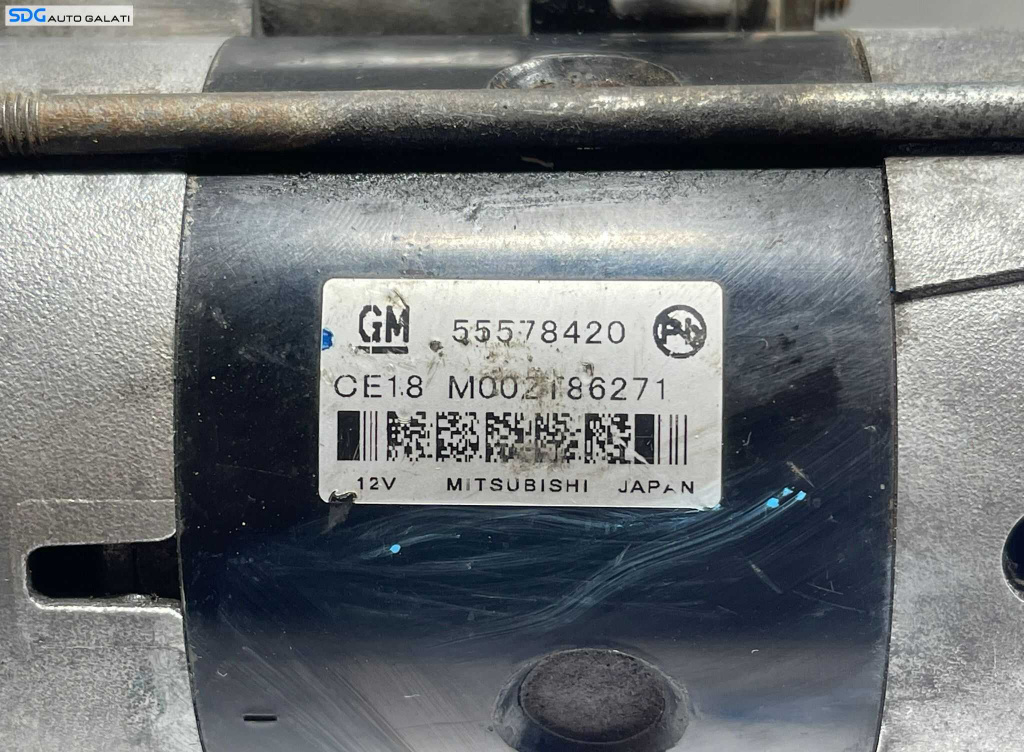 SDG AUTO GALATI
GM 55578420
CE18 M002T86271
12V MITSUBISHI JAPAN